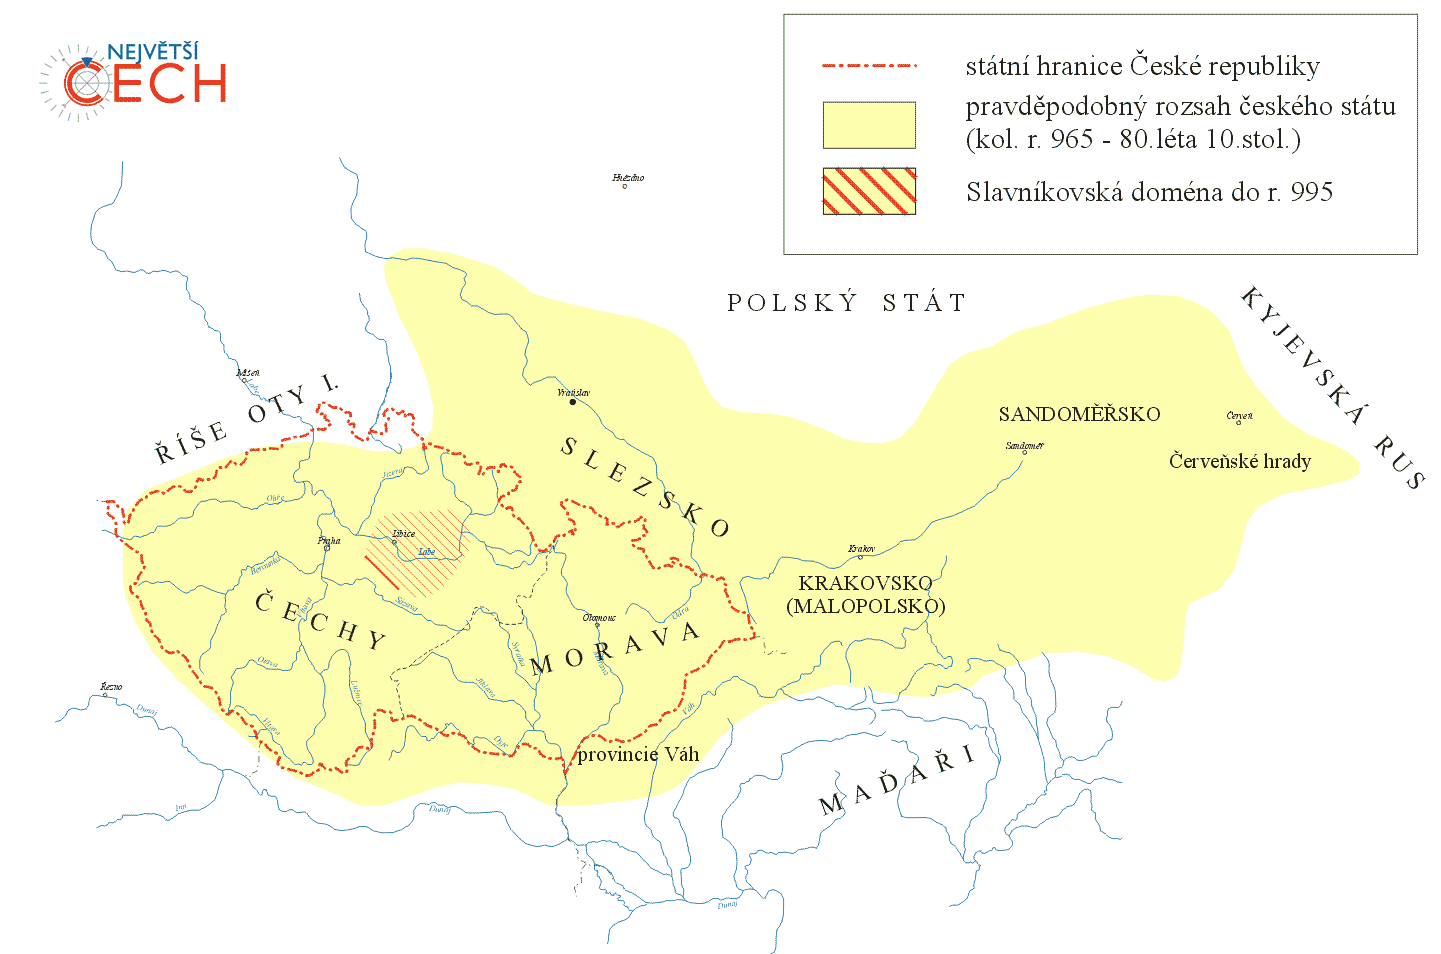 NEJVĚTŠÍ
ČECH
státní hranice České republiky
pravděpodobný rozsah českého státu
(kol. r. 965 - 80.léta 10.stol.)
Slavníkovská doména do r. 995
Hnězdno
POLSKÝ STÁT
KYJEVSKÁ RUS
Míšeň
Labe
ŘÍŠE OTY I.
Vratislav
SLEZSKO
SANDOMĚŘSKO
Sandoměř
Červeň
Červeňské hrady
Jizera
Ohře
Praha
Libice
Labe
Berounka
Krakov
KRAKOVSKO
(MALOPOLSKO)
ČECHY
Vltava
Sázava
Olomouc
Odra
MORAVA
Svratka
Morava
Otava
Lužnice
Jihlava
Řezno
Dunaj
Vltava
Dyje
Váh
provincie Váh
MAĎAŘI
Inn
Dunaj
Dunaj